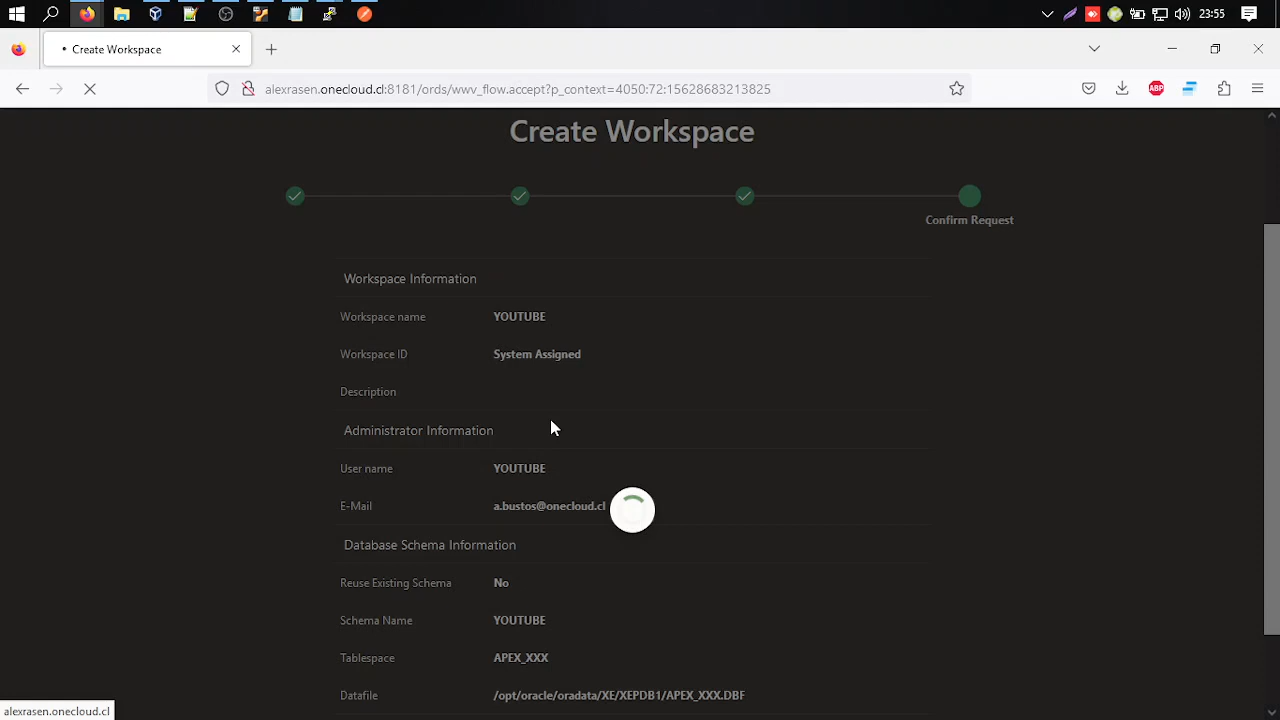 23:55
Create Workspace
alexrasen.onecloud.cl:8181/ords/wwv_flow.accept?p_context=4050:72:15628683213825
ABP
Create Workspace
Confirm Request
Workspace Information
Workspace name YOUTUBE
Workspace ID System Assigned
Description
Administrator Information
User name YOUTUBE
E-Mail a.bustos@onecloud.cl
Database Schema Information
Reuse Existing Schema No
Schema Name YOUTUBE
Tablespace APEX_XXX
Datafile /opt/oracle/oradata/XE/XEPDB1/APEX_XXX.DBF
alexrasen.onecloud.cl